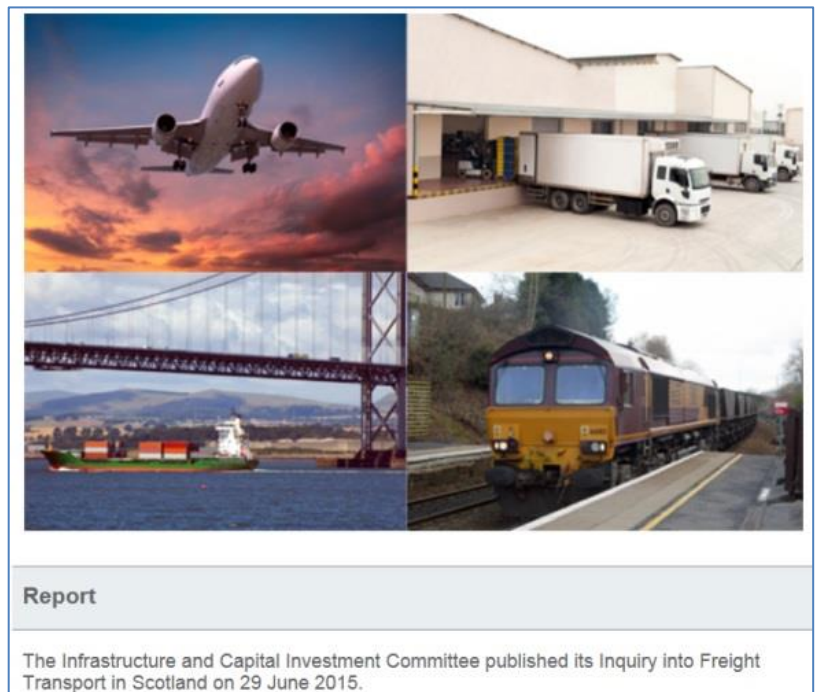 Report
The Infrastructure and Capital Investment Committee published its Inquiry into Freight
Transport in Scotland on 29 June 2015.